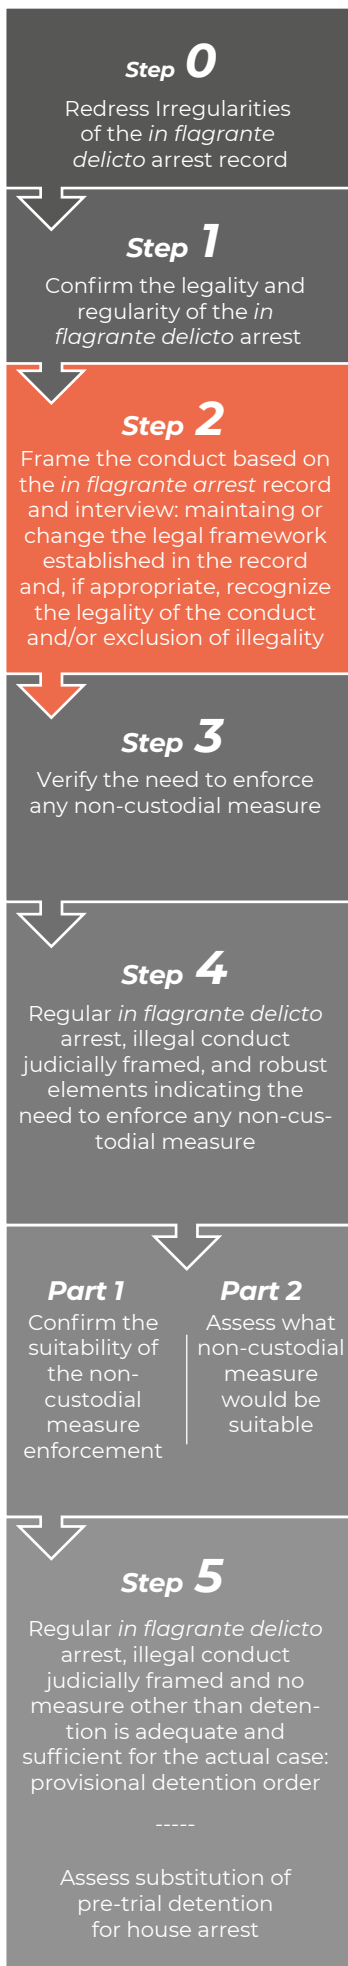 Step 0
Redress Irregularities
of the in flagrante
delicto arrest record
Step 1
Confirm the legality and
regularity of the in
flagrante delicto arrest
Step 2
Frame the conduct based on
the in flagrante arrest record
and interview: maintaing or
change the legal framework
established in the record
and, if appropriate, recognize
the legality of the conduct
and/or exclusion of illegality
Step 3
Verify the need to enforce
any non-custodial measure
Step 4
Regular in flagrante delicto
arrest, illegal conduct
judicially framed, and robust
elements indicating the
need to enforce any non-cus-
todial measure
Part 1
Confirm the
suitability of
the non-
custodial
measure
enforcement
Part 2
Assess what
non-custodial
measure
would be
suitable
Step 5
Regular in flagrante delicto
arrest, illegal conduct
judicially framed and no
measure other than deten-
tion is adequate and
sufficient for the actual case:
provisional detention order
-----
Assess substitution of
pre-trial detention
for house arrest